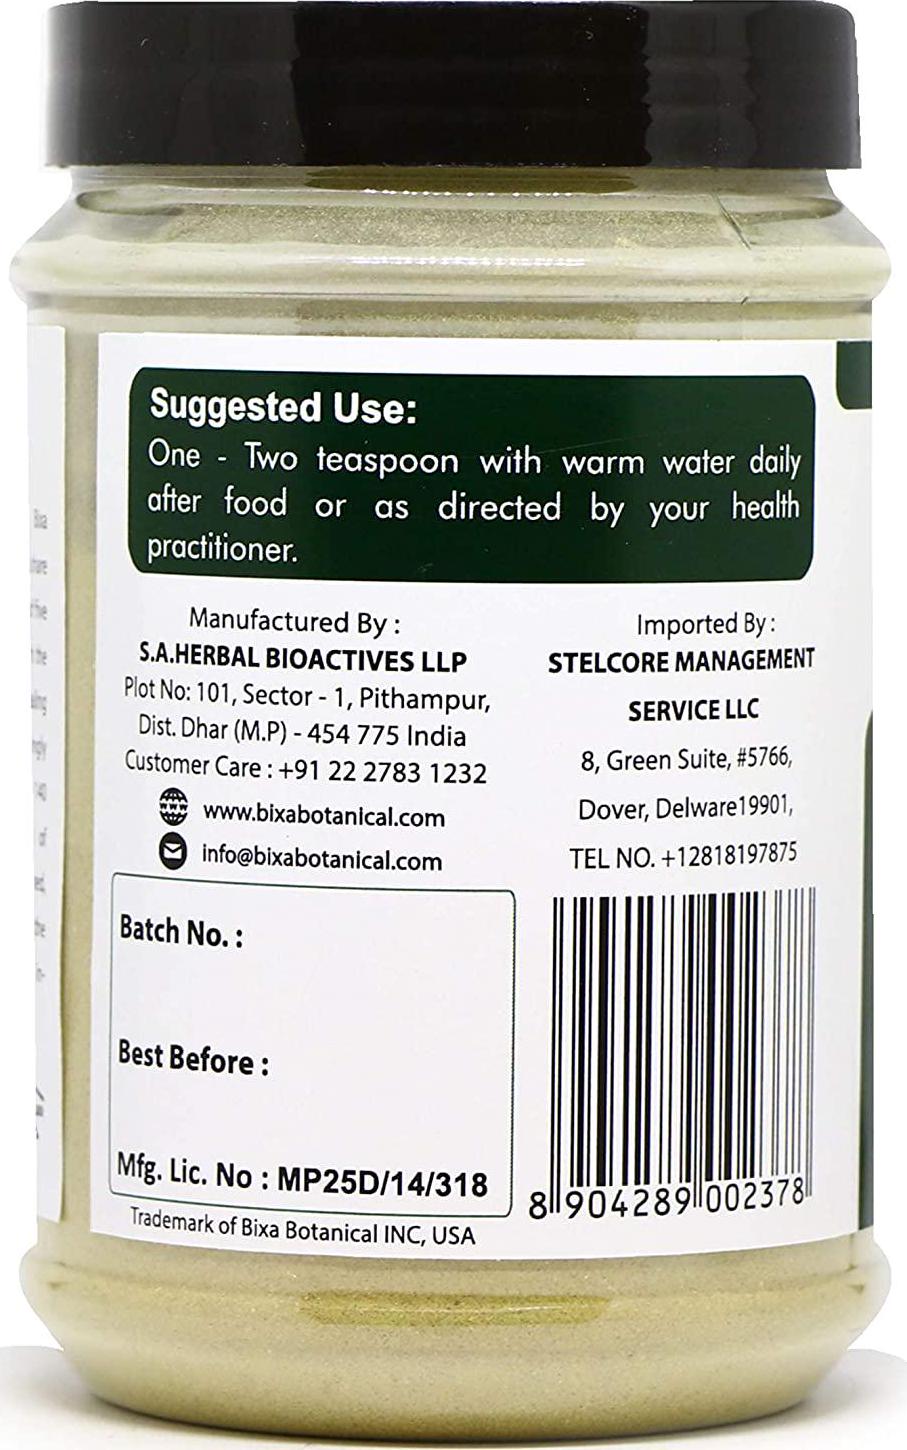 Suggested Use:
One - Two teaspoon with warm water daily
after food or as directed by your health
practitioner.
Manufactured By :
S.A.HERBAL BIOACTIVES LLP
Plot No: 101, Sector - 1, Pithampur,
Dist. Dhar (M.P) - 454 775 India
Customer Care : +91 22 2783 1232
www.bixabotanical.com
info@bixabotanical.com
Imported By :
STELCORE MANAGEMENT
SERVICE LLC
8, Green Suite, #5766,
Dover, Delware19901,
TEL NO. +12818197875
Batch No. :
Best Before :
Mfg. Lic. No : MP25D/14/318
Trademark of Bixa Botanical INC, USA
8 904289 002378
Bixa
five
the
of